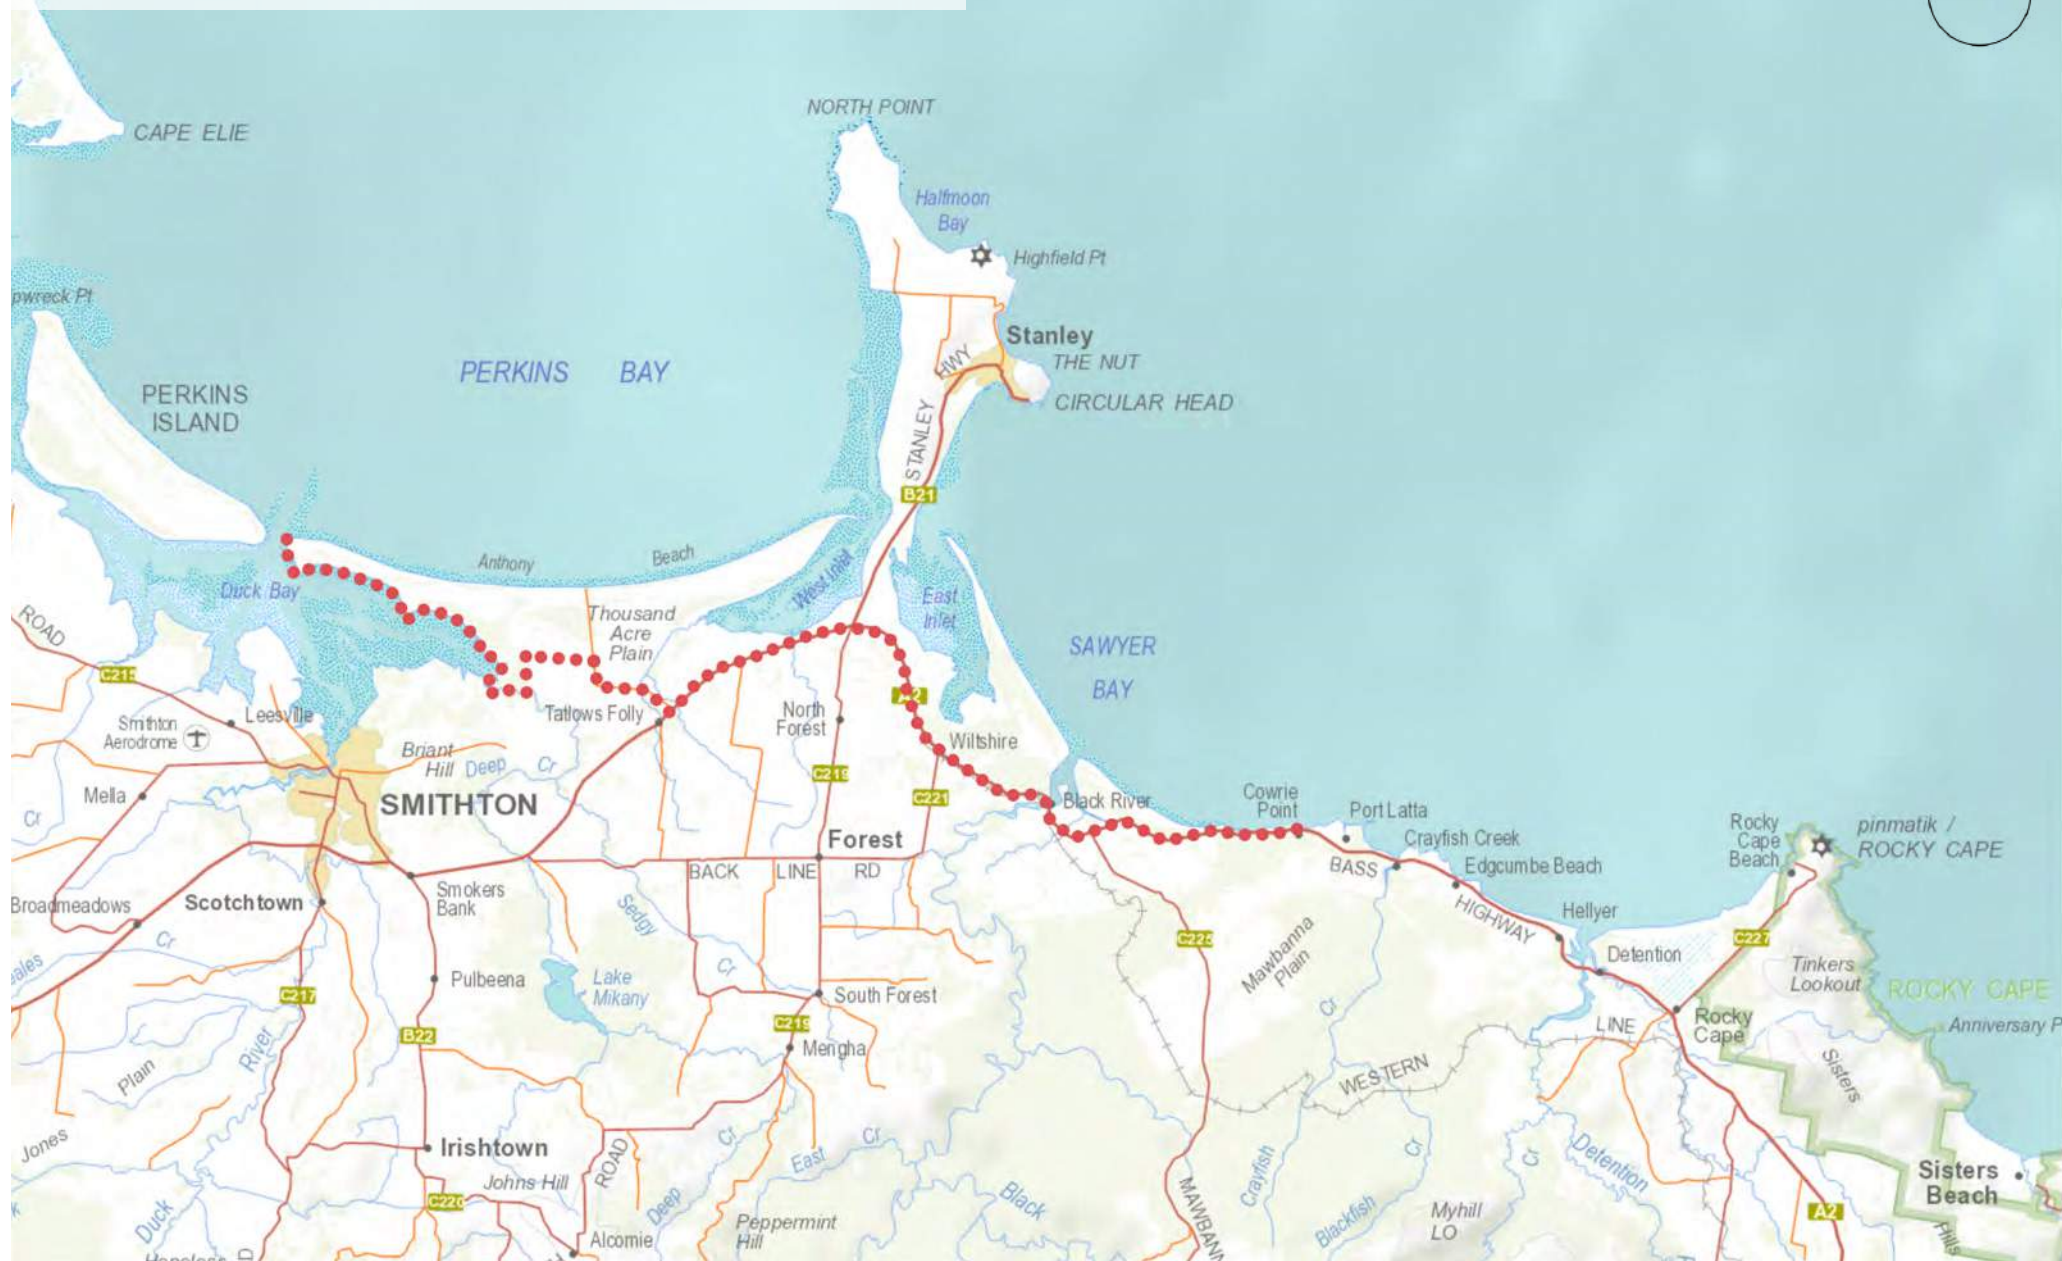 NORTH POINT
CAPE ELIE
Halfmoon
Bay
Highfield Pt
pwreck Pt
Stanley
THE NUT
HWY
PERKINS BAY
PERKINS
ISLAND
CIRCULAR HEAD
STANLEY
B21
Anthony
Beach
West Inlet
Duck Bay
East
Inlet
Thousand
Acre
Plain
ROAD
SAWYER
BAY
C215
A2
Leesville
Smithton
Aerodrome
Tatlows Folly
North
Forest
Wiltshire
Briant
Hill
Deep
Cr
C219
Mella
SMITHTON
C221
Black River
Cowrie
Point
Port Latta
Cr
Forest
Crayfish Creek
Rocky
Cape
Beach
pinmatik /
ROCKY CAPE
BACK
LINE
RD
BASS
Edgcumbe Beach
Smokers
Bank
Broadmeadows
Scotchtown
Sedgy
HIGHWAY
Hellyer
Cr
C225
C227
Mawbanna
Plain
Detention
ales
Cr
Tinkers
Lookout
Pulbeena
Lake
Mikany
South Forest
ROCKY CAPE
C217
Cr
C219
Rocky
Cape
LINE
Anniversary P
B22
River
Mengha
WESTERN
Plain
Sisters
Jones
Irishtown
Cr
East
Cr
Johns Hill
ROAD
Crayfish
Cr
Cr
Detention
Sisters
Beach
Duck
C220
Deep
Black
MAWBANN
Blackfish
Myhill
LO
A2
Peppermint
Hill
Alcomie
Hills